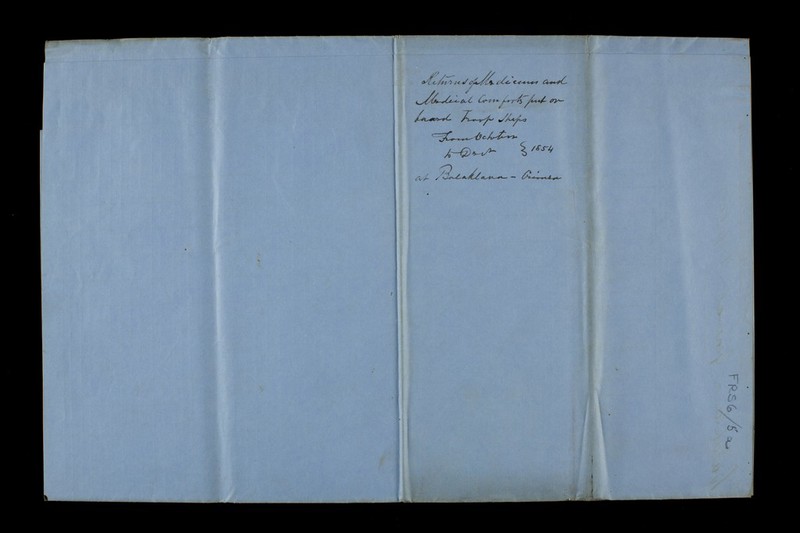 Returns of Medicines and
Medical Comforts put on
board Troop Ships
From October
to Decr } 1854
at Balaklava - Crimea
FRSG/5a